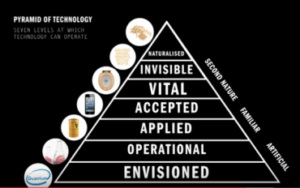 PYRAMID OF TECHNOLOGY
SEVEN LEVELS AT WHICH
TECHNOLOGY CAN OPERATE
NATURALISED
INVISIBLE
VITAL
ACCEPTED
APPLIED
OPERATIONAL
ENVISIONED
SECOND NATURE
FAMILIAR
ARTIFICIAL